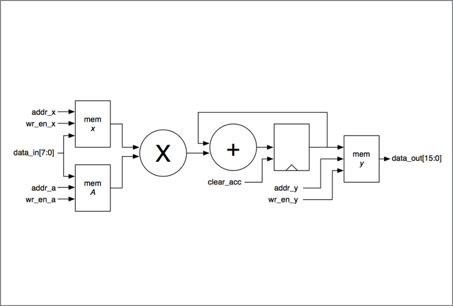 addr_x
wr_en_x
mem
x
data_in[7:0]
addr_a
wr_en_a
mem
A
X
+
clear_acc
addr_y
wr_en_y
mem
y
data_out[15:0]